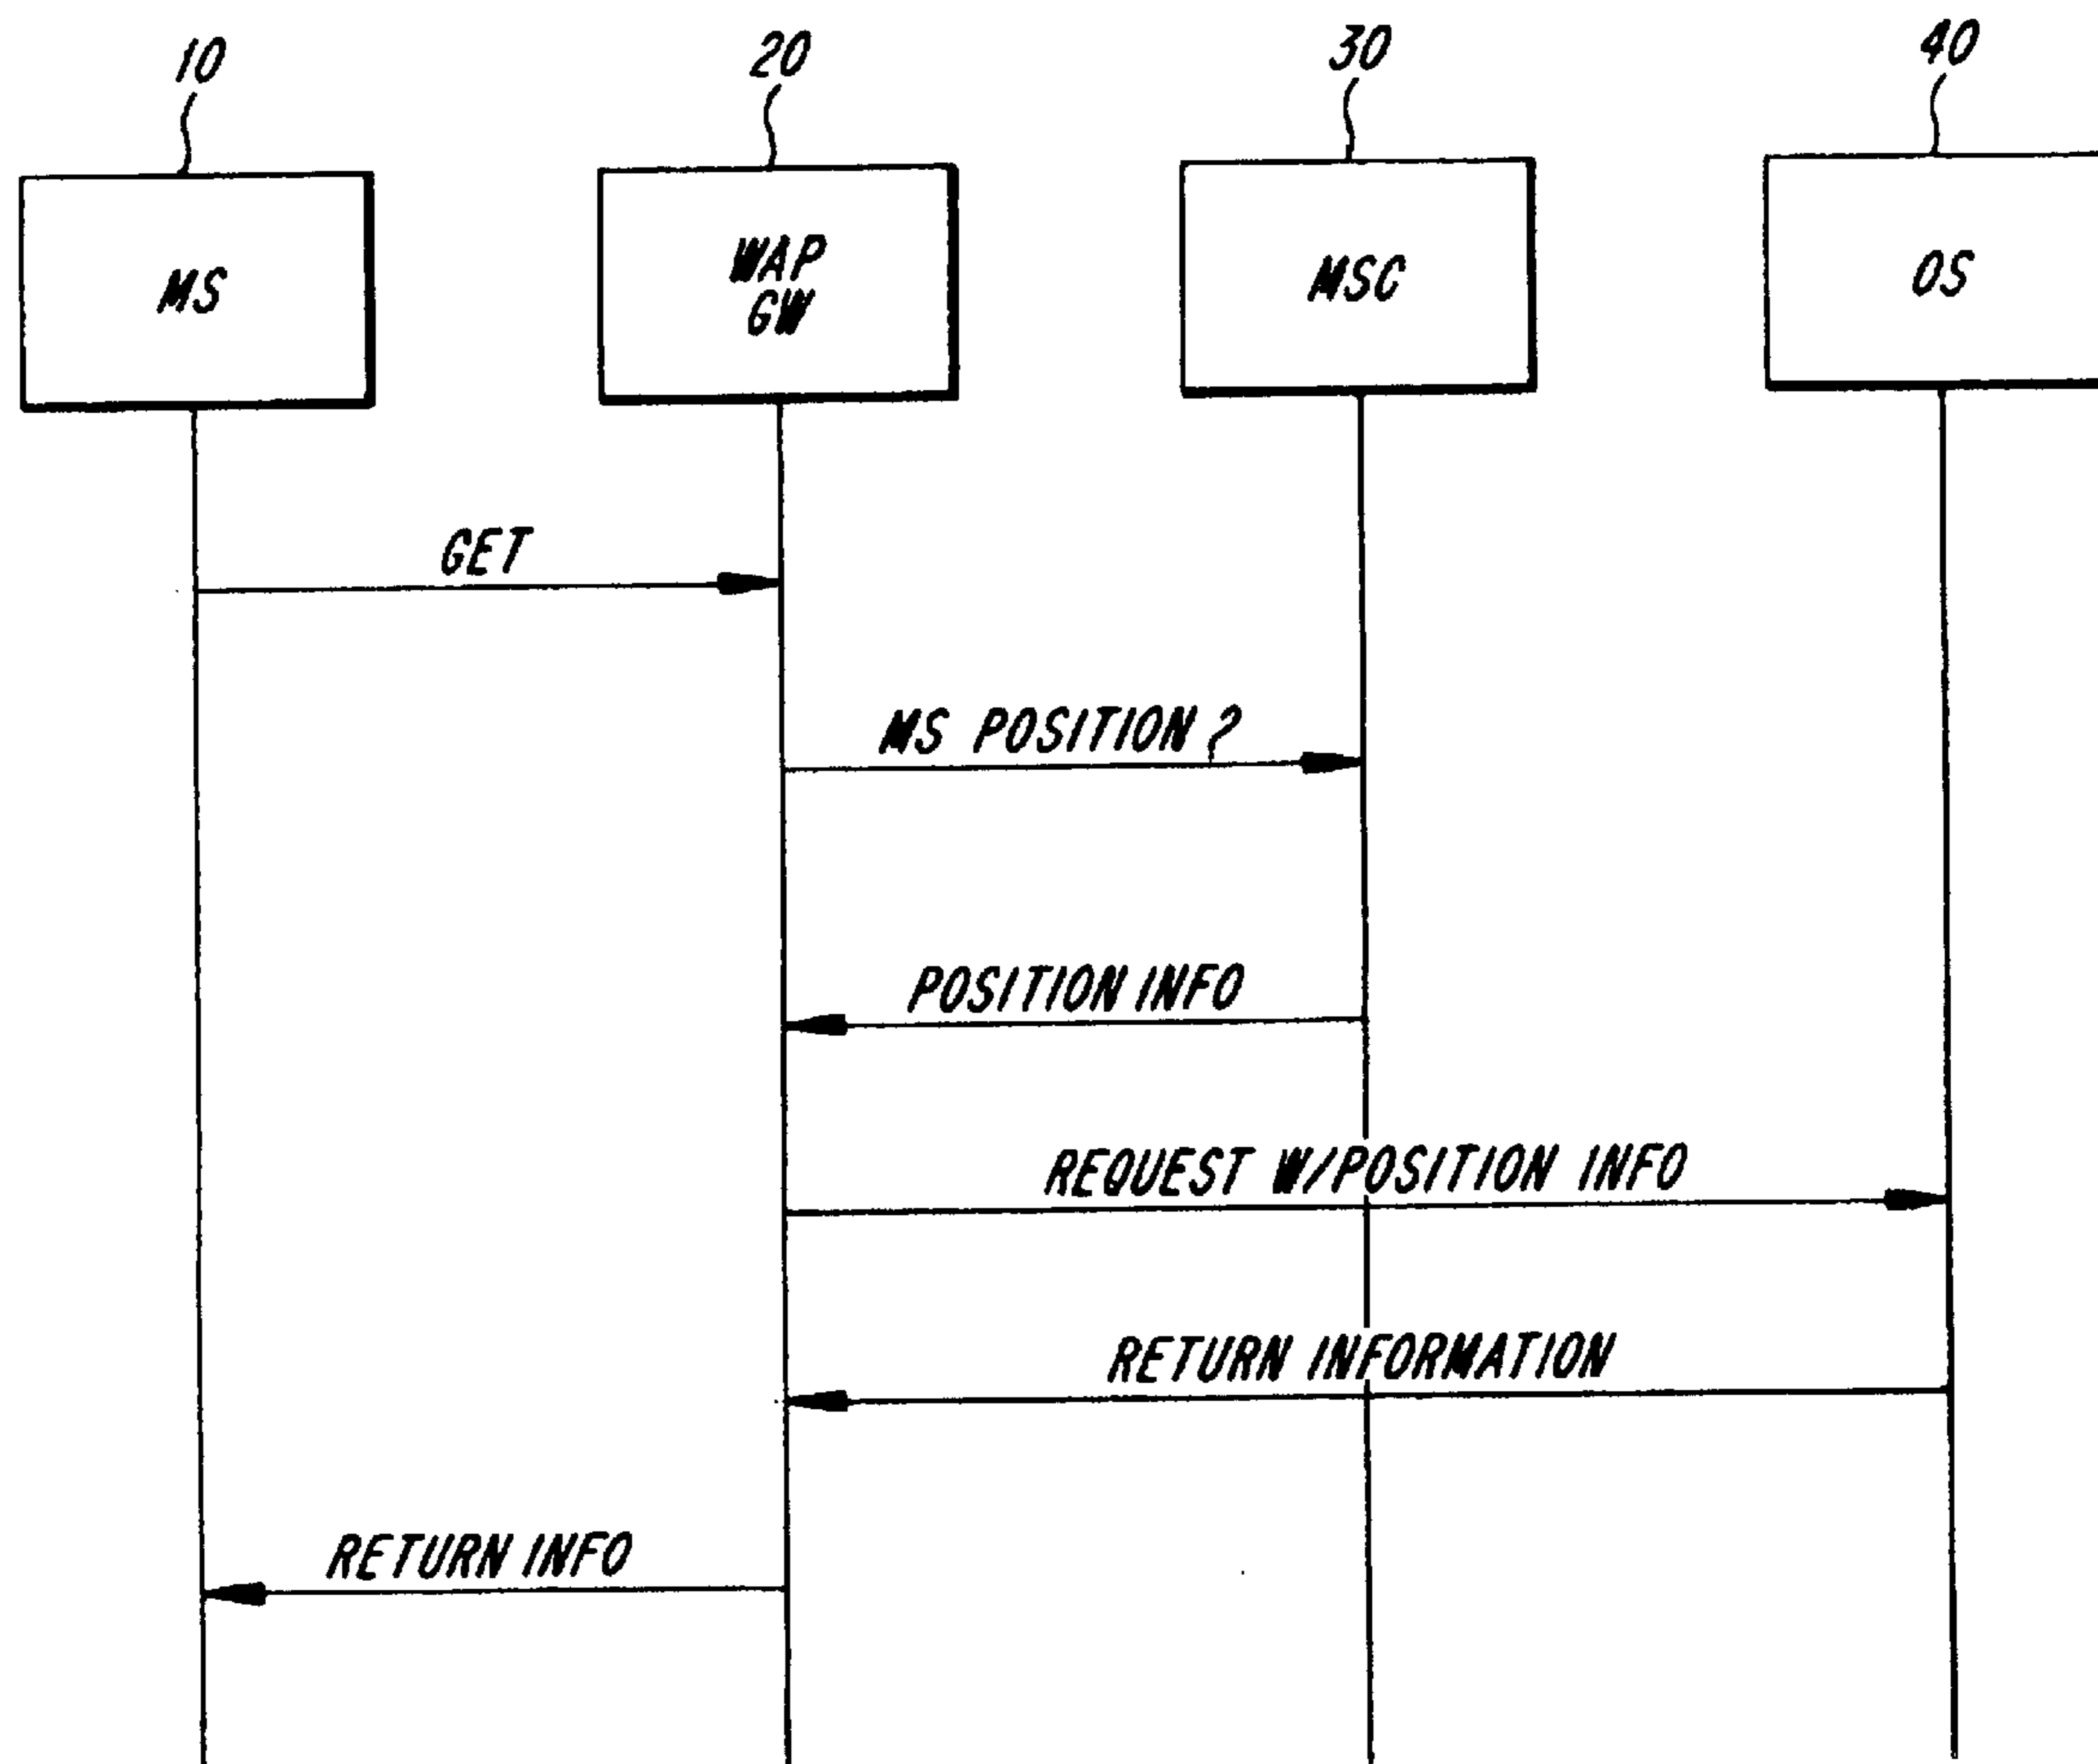 10
20
30
40
MS
WAP
GW
MSC
OS
GET
MS POSITION ?
POSITION INFO
REQUEST W/POSITION INFO
RETURN INFORMATION
RETURN INFO